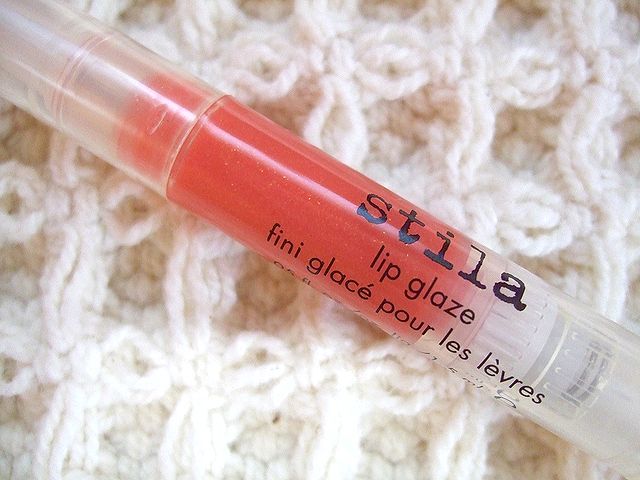 stila
lip glaze
fini glacé pour les lèvres